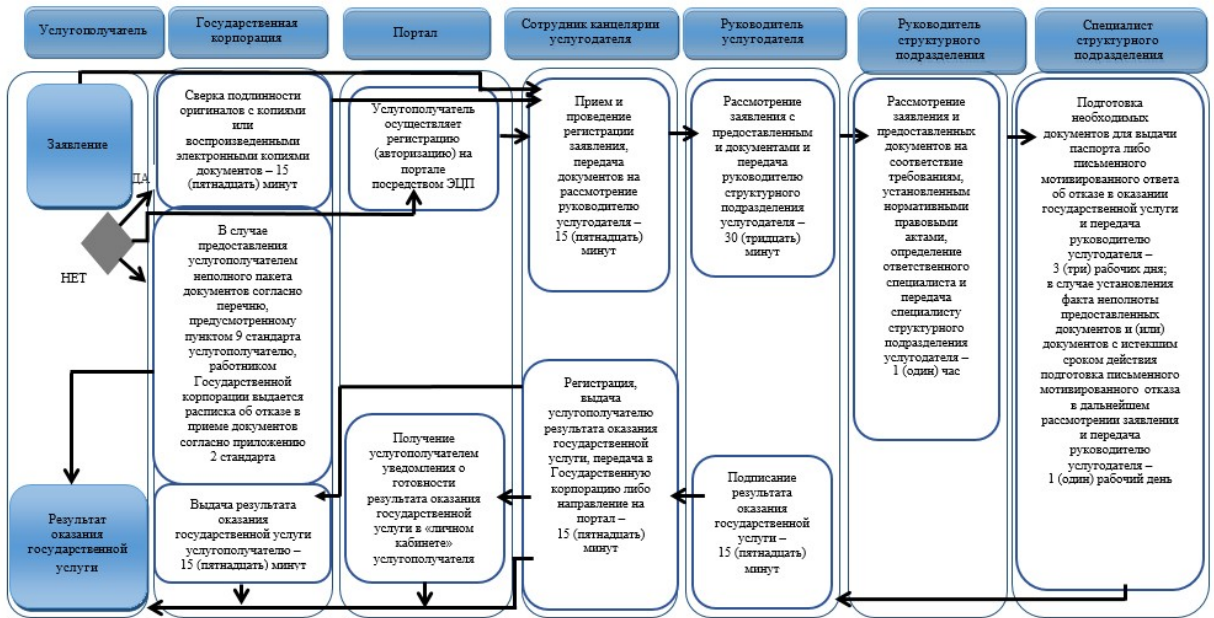 Услугополучатель
Государственная
корпорация
Портал
Сотрудник канцелярии
услугодателя
Руководитель
услугодателя
Руководитель
структурного
подразделения
Специалист
структурного
подразделения
Заявление
ДА
НЕТ
Результат
оказания
государственной
услуги
Сверка подлинности
оригиналов с копиями
или
воспроизведенными
электронными копиями
документов – 15
(пятнадцать) минут
В случае
предоставления
услугополучателем
неполного пакета
документов согласно
перечню,
предусмотренному
пунктом 9 стандарта
услугополучателю,
работником
Государственной
корпорации выдается
расписка об отказе в
приеме документов
согласно приложению
2 стандарта
Выдача результата
оказания
государственной услуги
услугополучателю –
15 (пятнадцать) минут
Услугополучатель
осуществляет
регистрацию
(авторизацию) на
портале
посредством ЭЦП
Получение
услугополучателем
уведомления о
готовности
результата оказания
государственной
услуги в «личном
кабинете»
услугополучателя
Прием и
проведение
регистрации
заявления,
передача
документов на
рассмотрение
руководителю
услугодателя –
15 (пятнадцать)
минут
Регистрация,
выдача
услугополучателю
результата оказания
государственной
услуги, передача в
Государственную
корпорацию либо
направление на
портал –
15 (пятнадцать)
минут
Рассмотрение
заявления с
предоставленным
и документами и
передача
руководителю
структурного
подразделения
услугодателя –
30 (тридцать)
минут
Подписание
результата
оказания
государственной
услуги –
15 (пятнадцать)
минут
Рассмотрение
заявления и
предоставленных
документов на
соответствие
требованиям,
установленным
нормативными
правовыми
актами,
определение
ответственного
специалиста и
передача
специалисту
структурного
подразделения
услугодателя –
1 (один) час
Подготовка
необходимых
документов для выдачи
паспорта либо
письменного
мотивированного ответа
об отказе в оказании
государственной услуги
и передача
руководителю
услугодателя –
3 (три) рабочих дня;
в случае установления
факта неполноты
предоставленных
документов и (или)
документов с истекшим
сроком действия
подготовка письменного
мотивированного отказа
в дальнейшем
рассмотрении заявления
и передача
руководителю
услугодателя –
1 (один) рабочий день